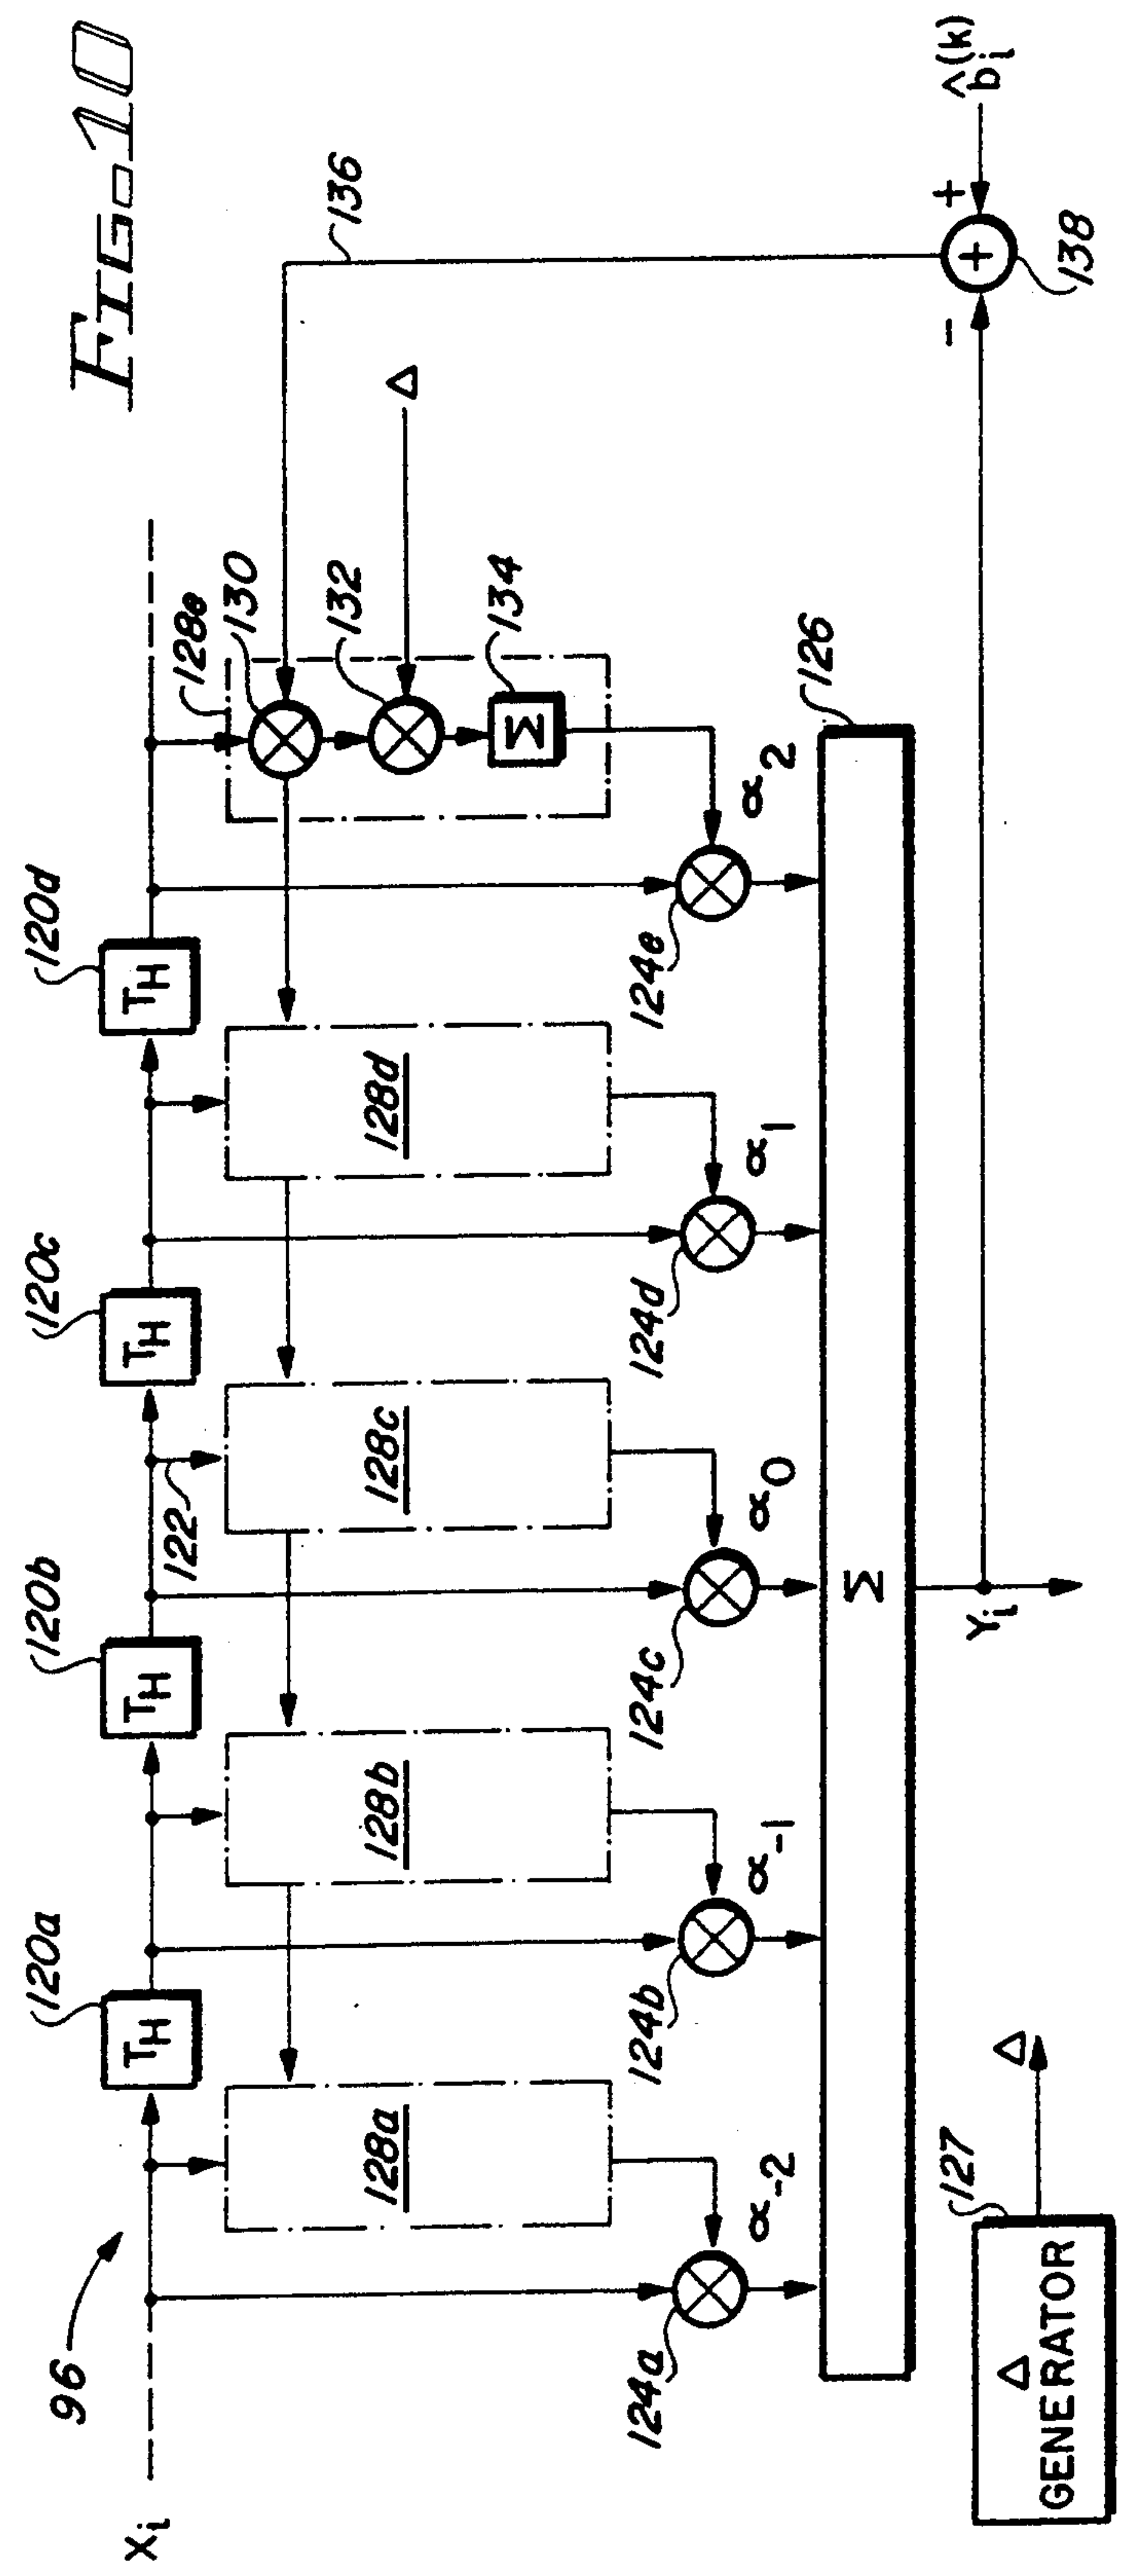 FIG-10
120a
120b
120c
120d
96
X_i
T_H
T_H
T_H
T_H
122
128e
130
136
128a
128b
128c
128d
132
Δ
134
124a
124b
124c
124d
124e
α_-2
α_-1
α_0
α_1
α_2
126
Σ
Σ
127
Δ
GENERATOR
Δ
Y_i
-
+
+
b̂_i^(k)
138